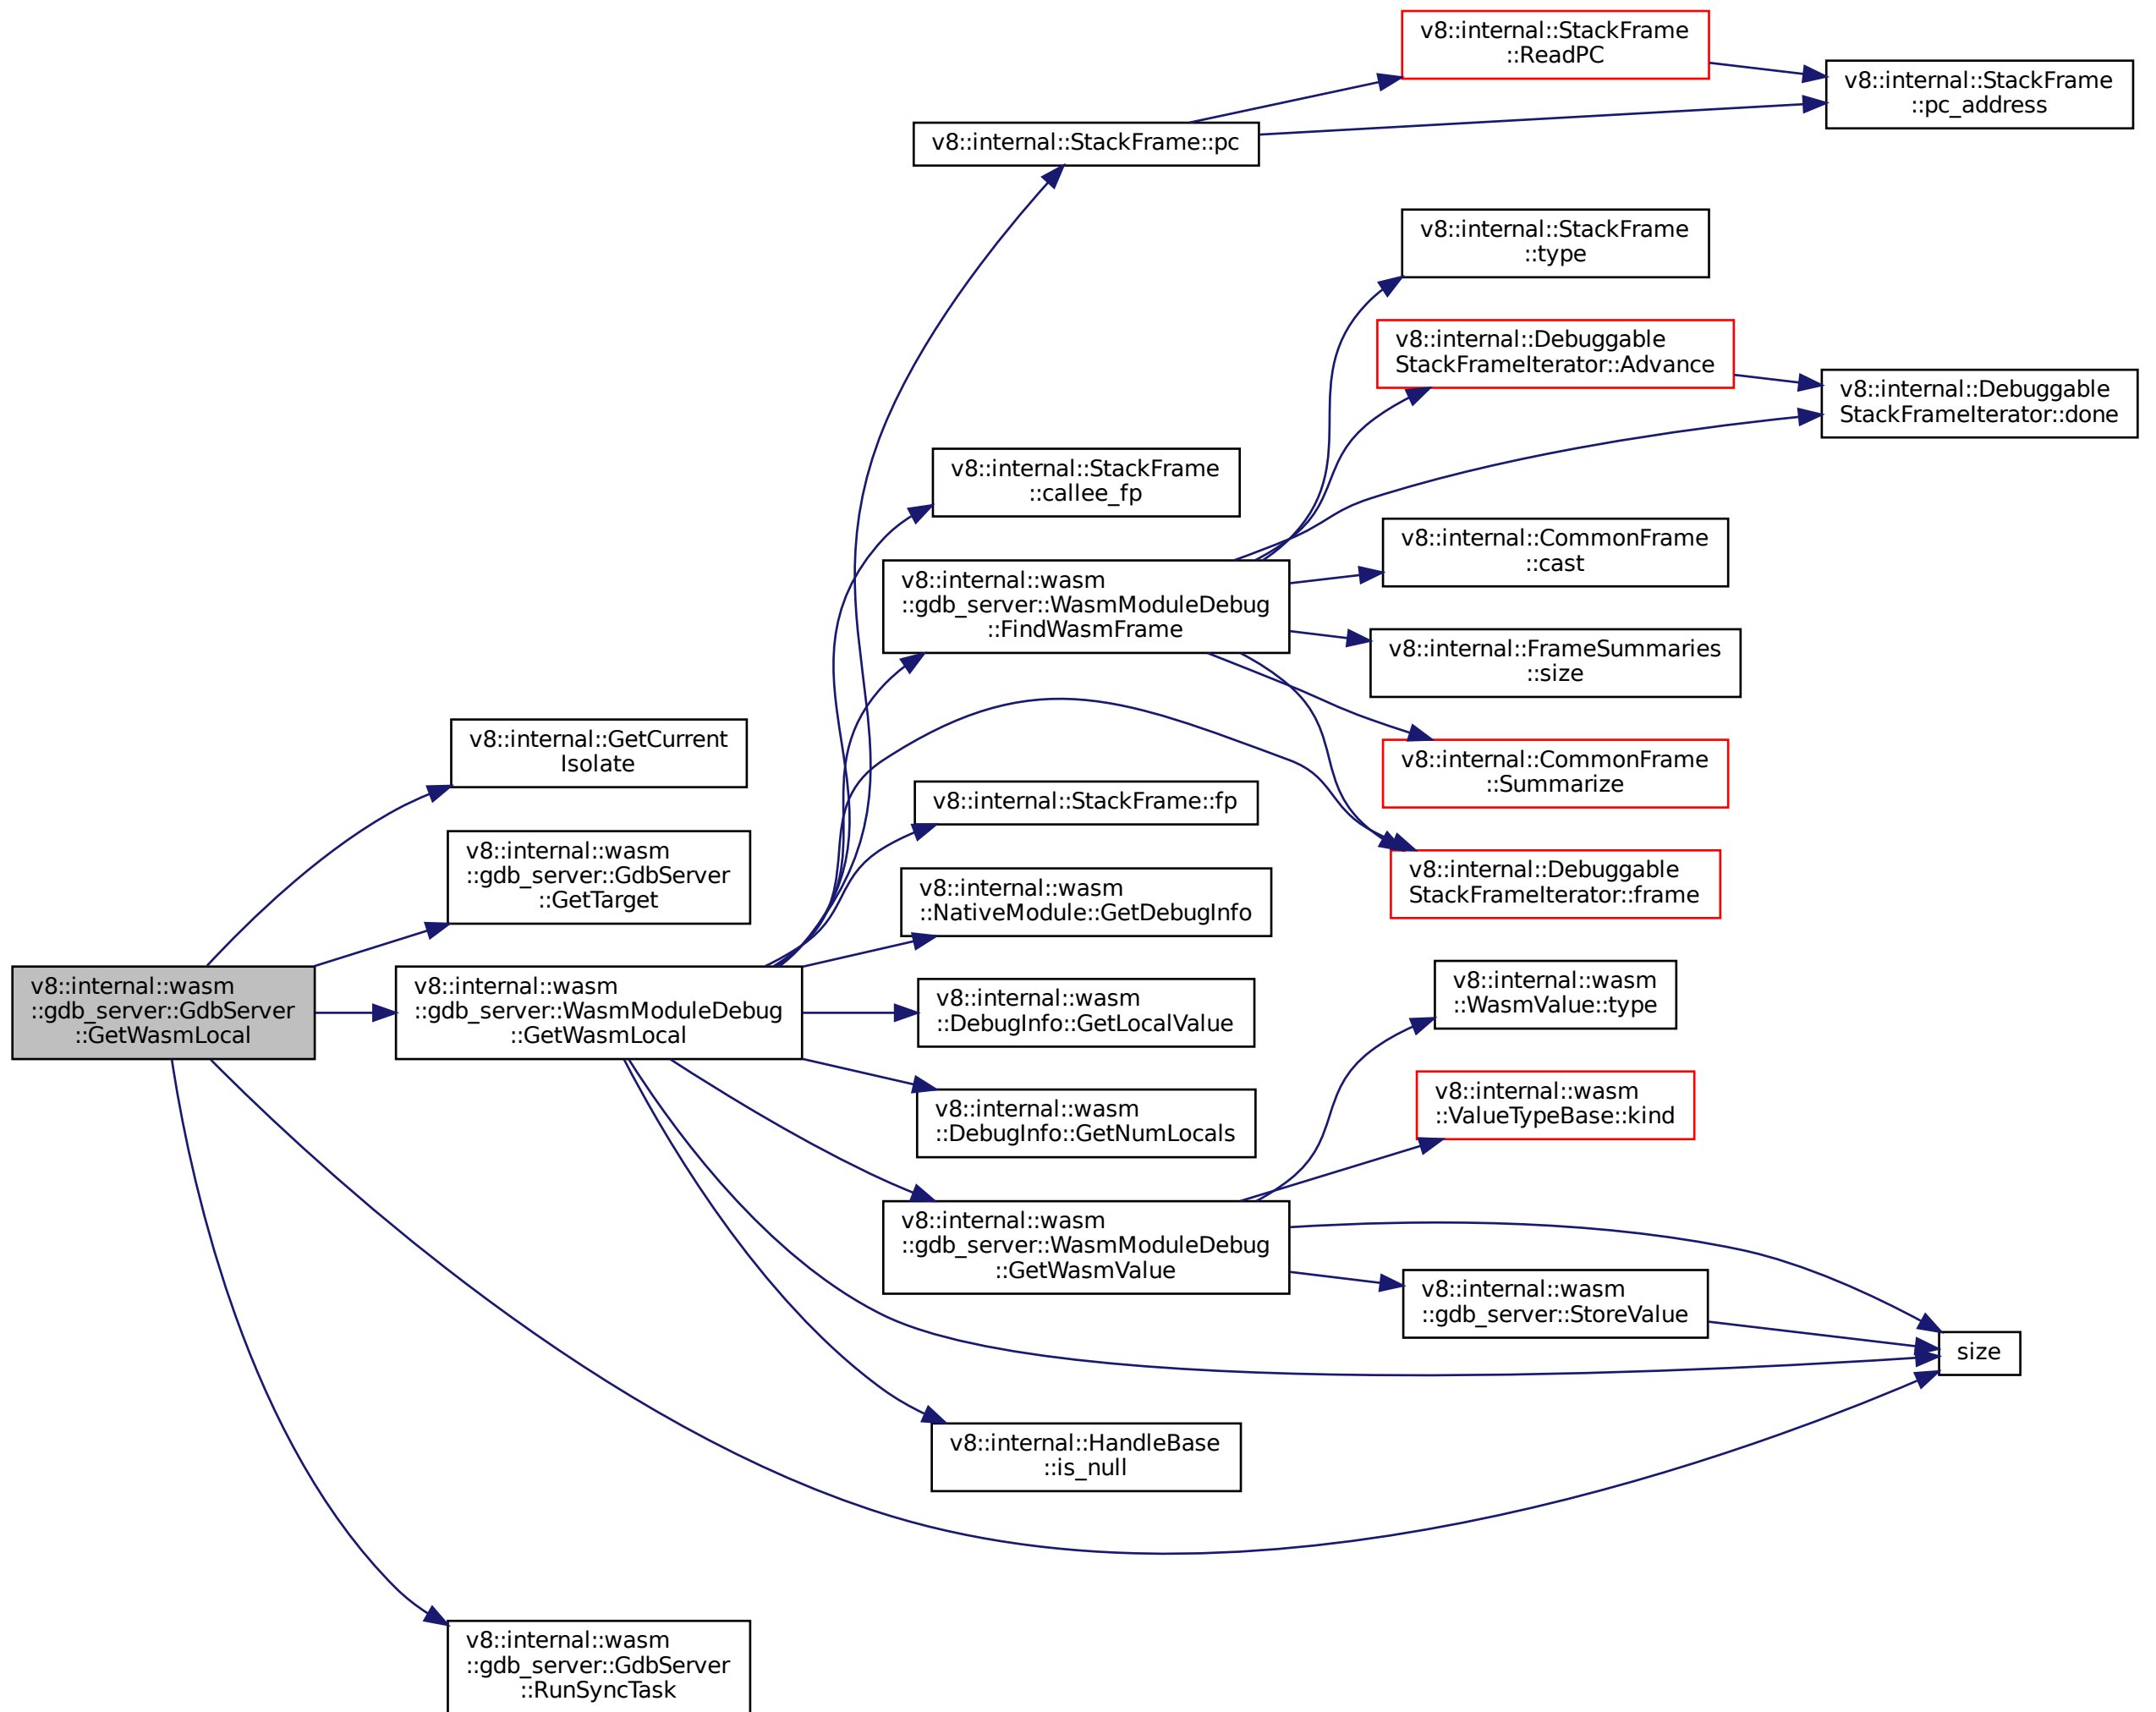 v8::internal::StackFrame
::ReadPC
v8::internal::StackFrame
::pc_address
v8::internal::StackFrame::pc
v8::internal::StackFrame
::type
v8::internal::Debuggable
StackFrameIterator::Advance
v8::internal::Debuggable
StackFrameIterator::done
v8::internal::StackFrame
::callee_fp
v8::internal::CommonFrame
::cast
v8::internal::wasm
::gdb_server::WasmModuleDebug
::FindWasmFrame
v8::internal::FrameSummaries
::size
v8::internal::GetCurrent
Isolate
v8::internal::CommonFrame
::Summarize
v8::internal::StackFrame::fp
v8::internal::wasm
::gdb_server::GdbServer
::GetTarget
v8::internal::Debuggable
StackFrameIterator::frame
v8::internal::wasm
::NativeModule::GetDebugInfo
v8::internal::wasm
::gdb_server::GdbServer
::GetWasmLocal
v8::internal::wasm
::gdb_server::WasmModuleDebug
::GetWasmLocal
v8::internal::wasm
::DebugInfo::GetLocalValue
v8::internal::wasm
::WasmValue::type
v8::internal::wasm
::ValueTypeBase::kind
v8::internal::wasm
::DebugInfo::GetNumLocals
v8::internal::wasm
::gdb_server::WasmModuleDebug
::GetWasmValue
v8::internal::wasm
::gdb_server::StoreValue
size
v8::internal::HandleBase
::is_null
v8::internal::wasm
::gdb_server::GdbServer
::RunSyncTask